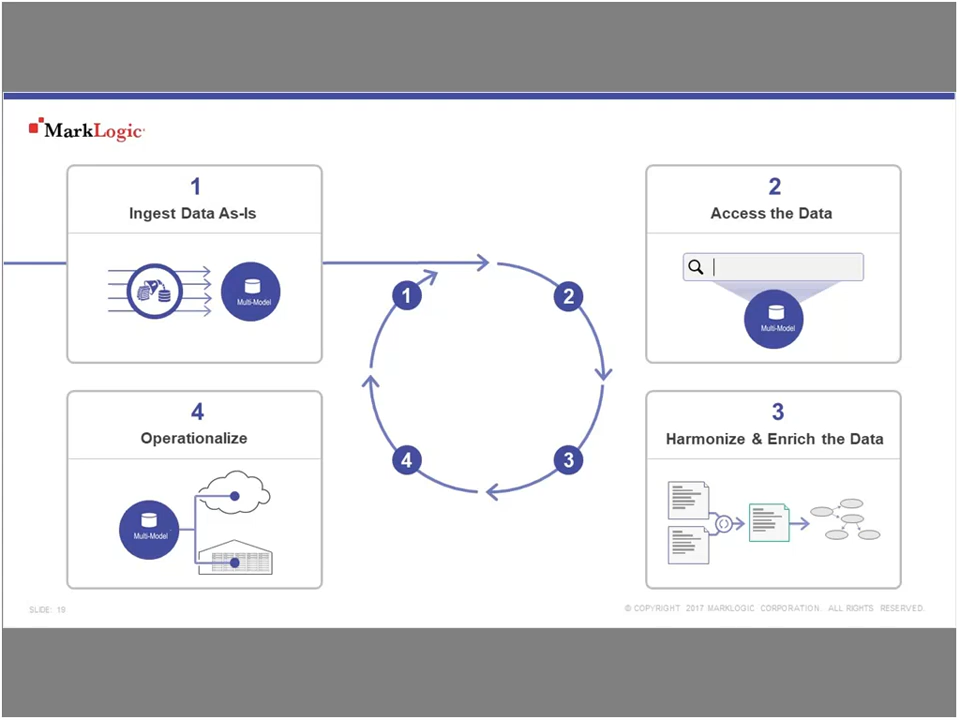 MarkLogic
1
Ingest Data As-Is
Multi-Model
2
Access the Data
Multi-Model
1
2
4
3
4
Operationalize
Multi-Model
3
Harmonize & Enrich the Data
SLIDE: 19
© COPYRIGHT 2017 MARKLOGIC CORPORATION. ALL RIGHTS RESERVED.